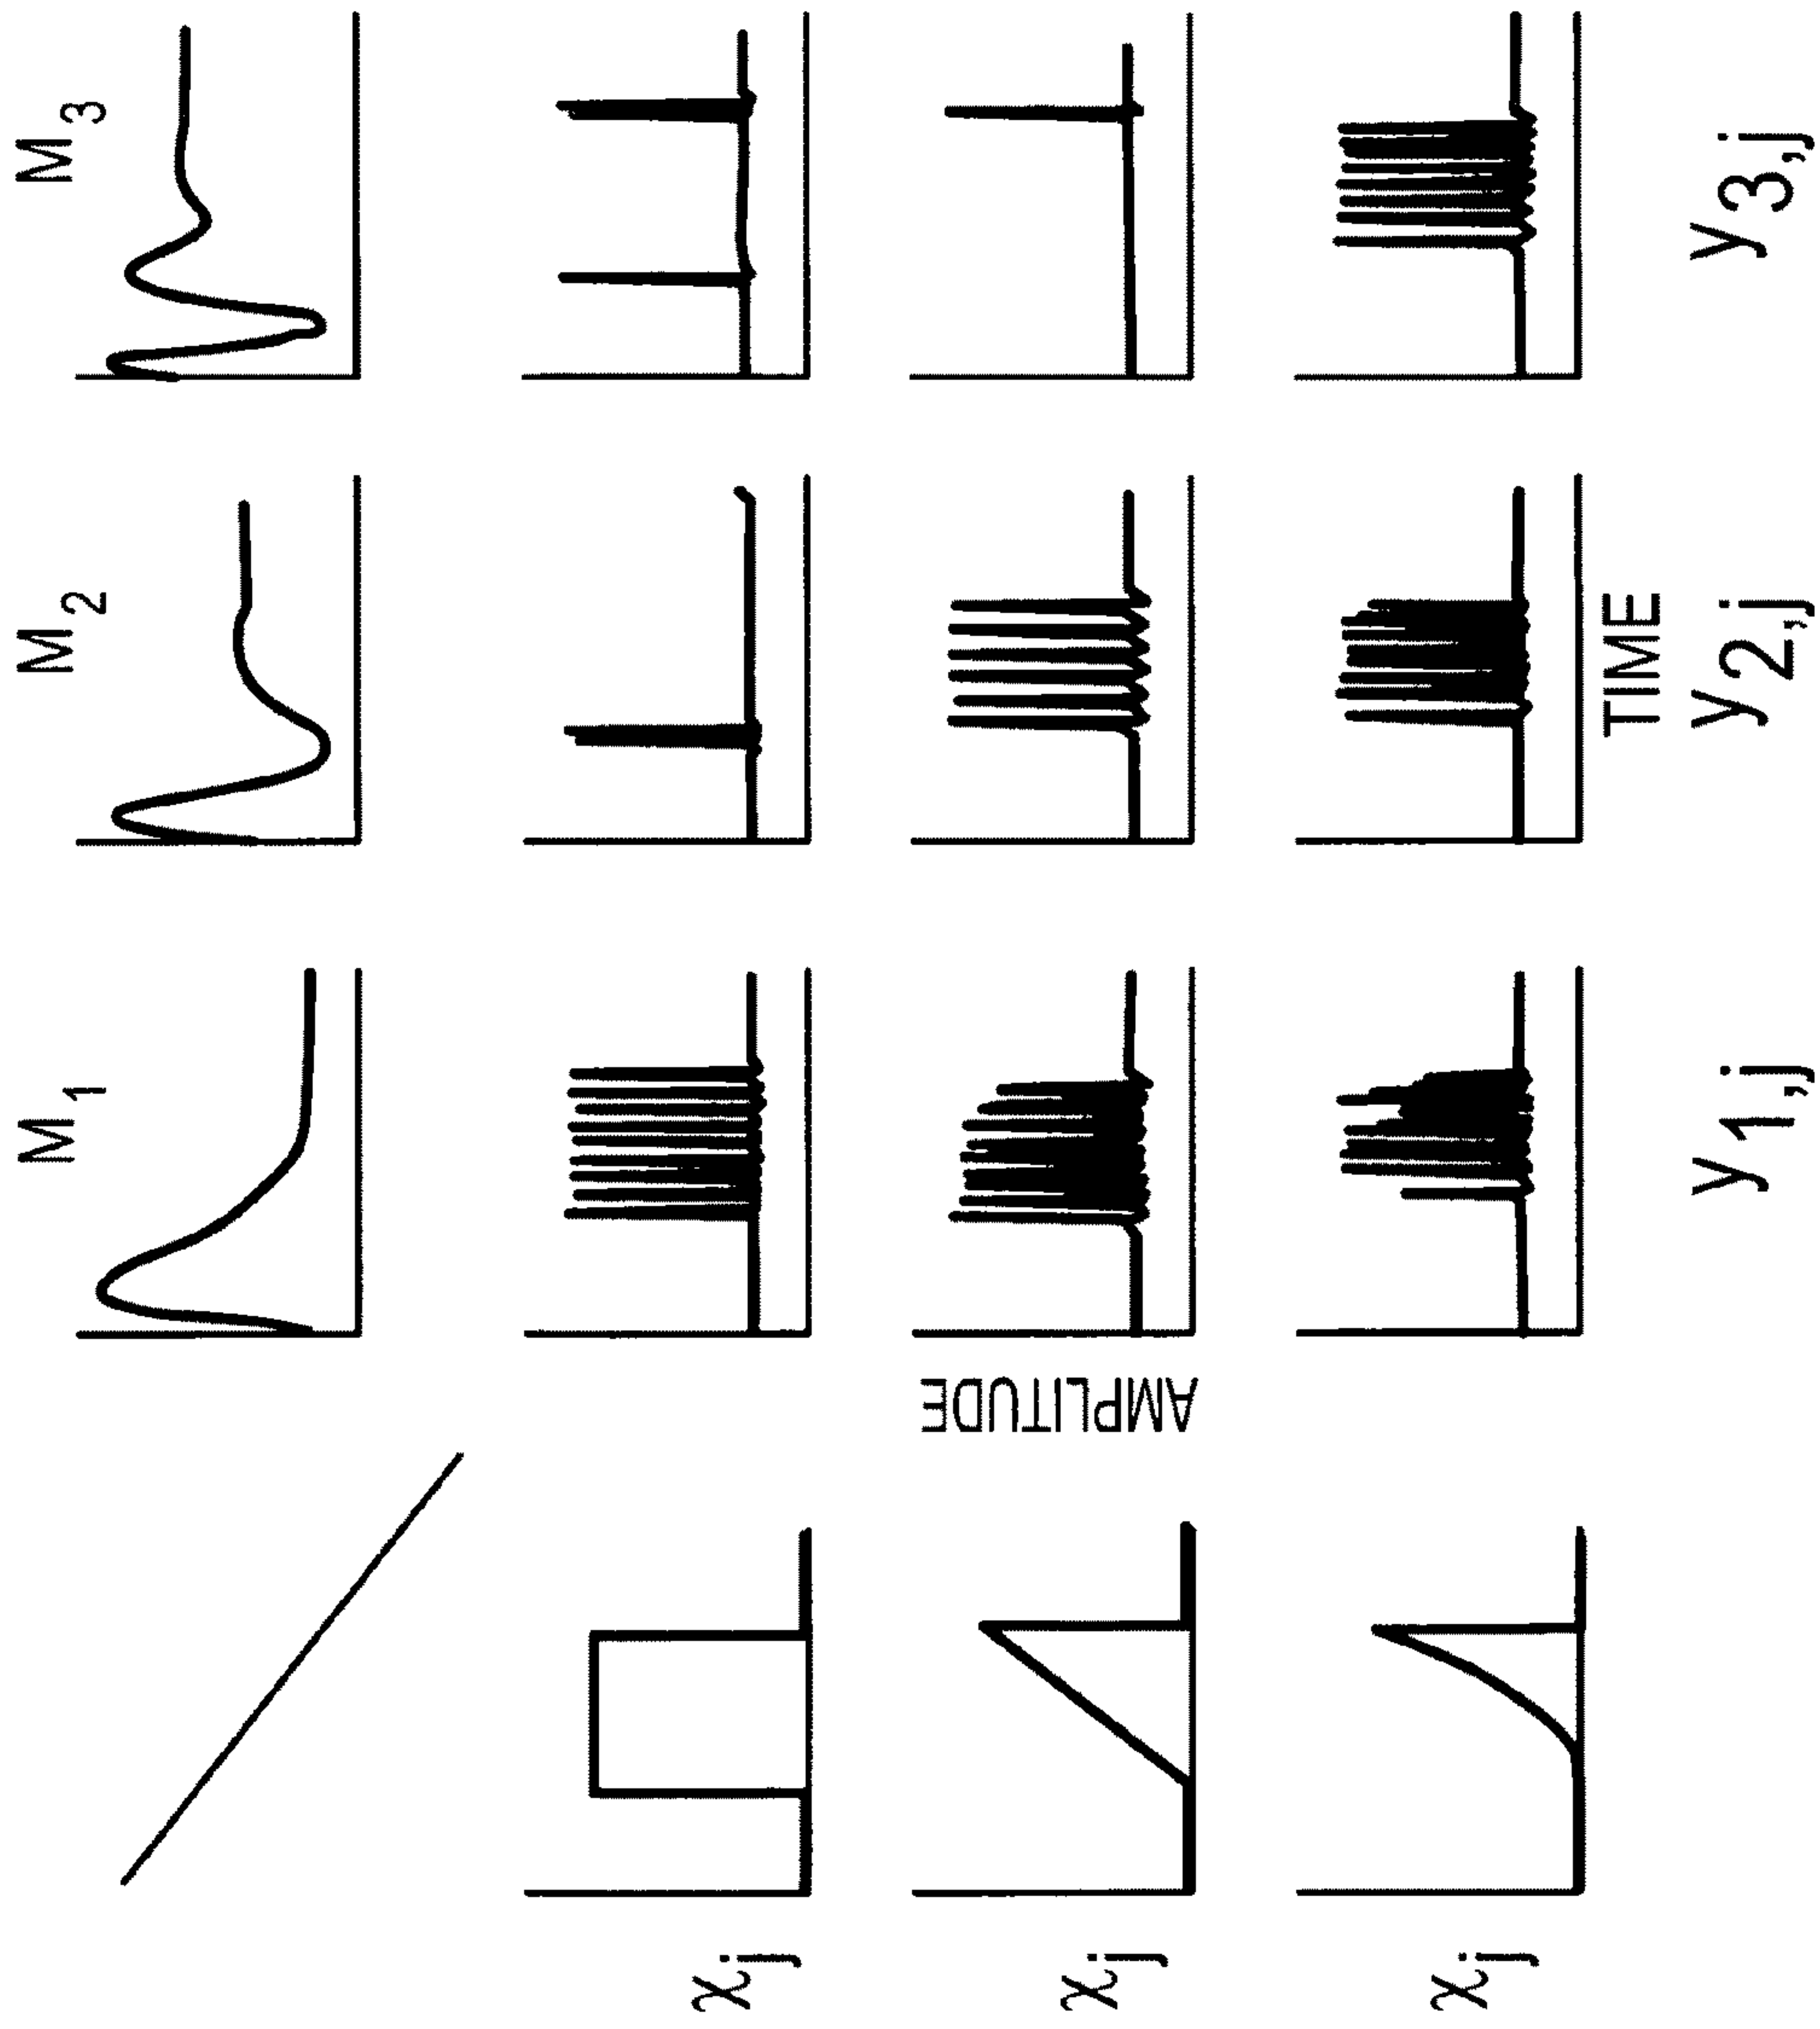 M1 M2 M3
χj
χj
AMPLITUDE
χj
TIME
y1,j y2,j y3,j